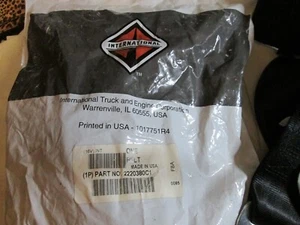 INTERNATIONAL
TM
International Truck and Engine Corporation
Warrenville, IL 60555, USA
Printed in USA - 1017751R4
MADE IN USA
(1P) PART NO 2220380C1